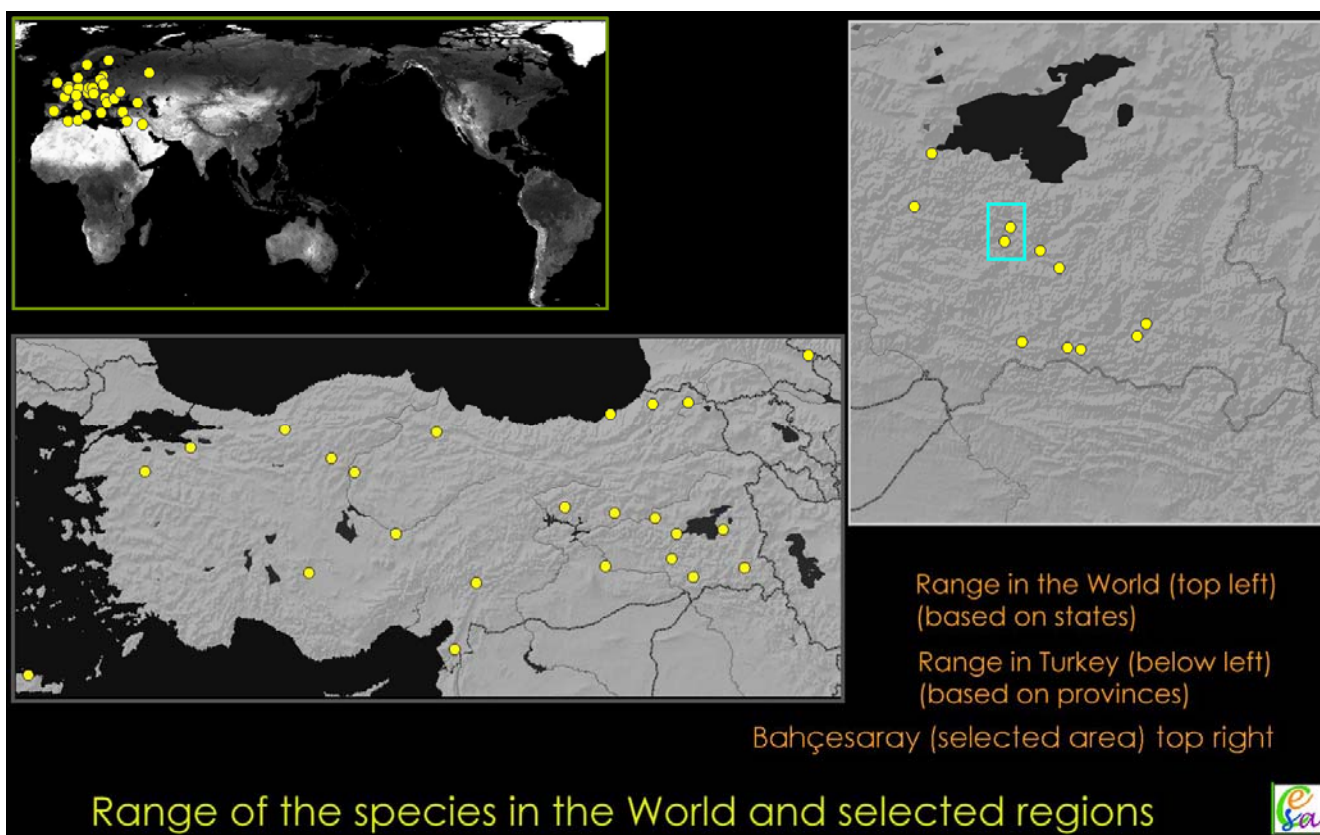 Range in the World (top left)
(based on states)
Range in Turkey (below left)
(based on provinces)
Bahçesaray (selected area) top right
Range of the species in the World and selected regions
esa